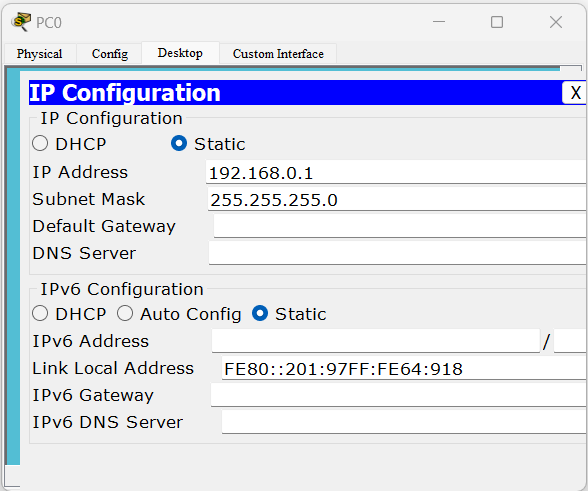 PC0
Physical Config Desktop Custom Interface
IP Configuration X
IP Configuration
DHCP Static
IP Address 192.168.0.1
Subnet Mask 255.255.255.0
Default Gateway
DNS Server
IPv6 Configuration
DHCP Auto Config Static
IPv6 Address /
Link Local Address FE80::201:97FF:FE64:918
IPv6 Gateway
IPv6 DNS Server